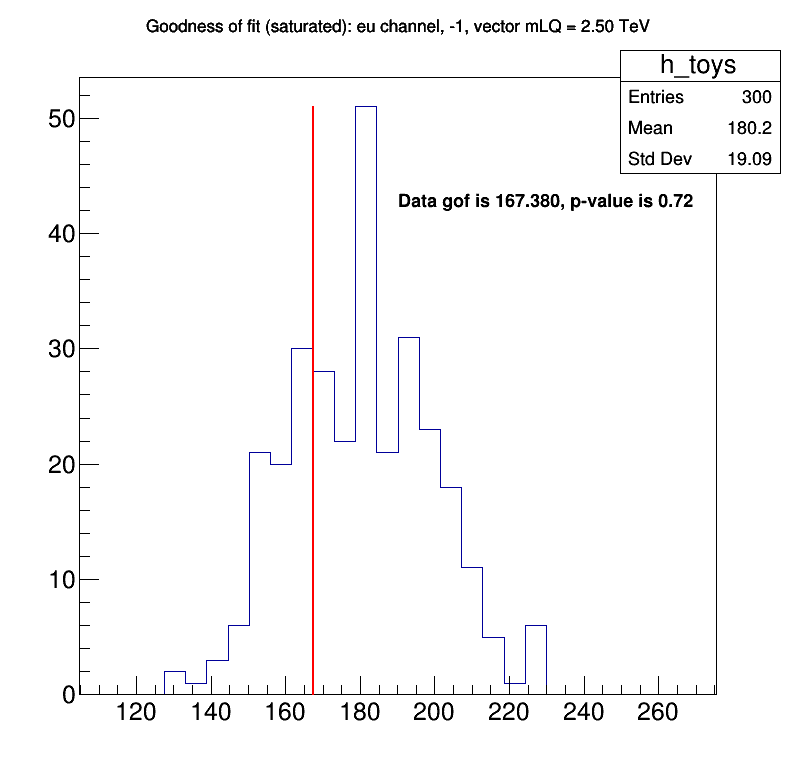 Goodness of fit (saturated): eu channel, -1, vector mLQ = 2.50 TeV
h_toys
Entries 300
Mean 180.2
Std Dev 19.09
Data gof is 167.380, p-value is 0.72
50
40
30
20
10
0
120 140 160 180 200 220 240 260